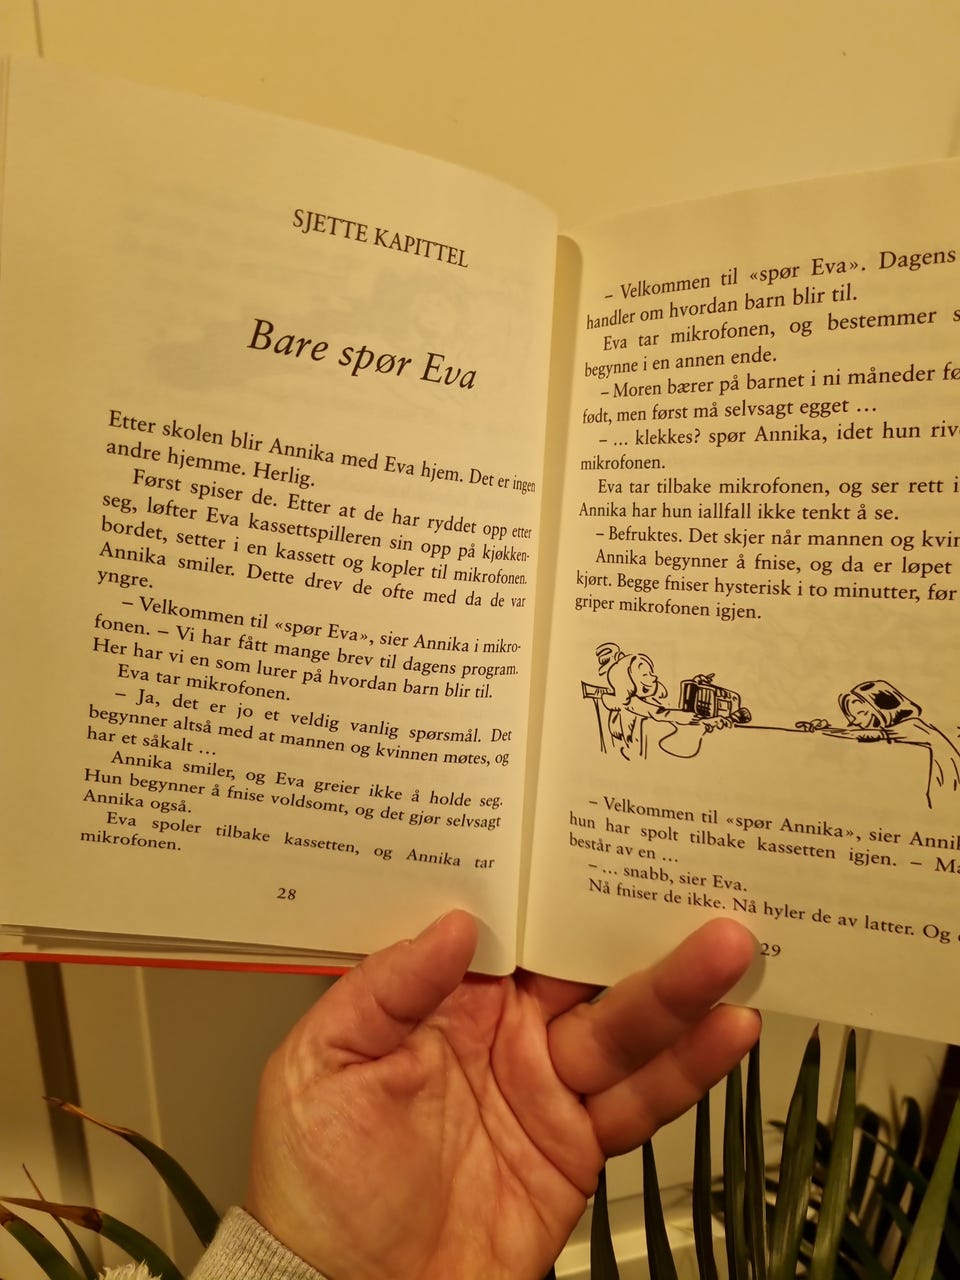 SJETTE KAPITTEL
Bare spør Eva
Etter skolen blir Annika med Eva hjem. Det er ingen
andre hjemme. Herlig.
Først spiser de. Etter at de har ryddet opp etter
seg, løfter Eva kassettspilleren sin opp på kjøkken-
bordet, setter i en kassett og kopler til mikrofonen.
Annika smiler. Dette drev de ofte med da de var
yngre.
– Velkommen til «spør Eva», sier Annika i mikro-
fonen. – Vi har fått mange brev til dagens program.
Her har vi en som lurer på hvordan barn blir til.
Eva tar mikrofonen.
– Ja, det er jo et veldig vanlig spørsmål. Det
begynner altså med at mannen og kvinnen møtes, og
har et såkalt …
Annika smiler, og Eva greier ikke å holde seg.
Hun begynner å fnise voldsomt, og det gjør selvsagt
Annika også.
Eva spoler tilbake kassetten, og Annika tar
mikrofonen.
28
– Velkommen til «spør Eva». Dagens
handler om hvordan barn blir til.
Eva tar mikrofonen, og bestemmer s
begynne i en annen ende.
– Moren bærer på barnet i ni måneder fø
født, men først må selvsagt egget …
– … klekkes? spør Annika, idet hun riv
mikrofonen.
Eva tar tilbake mikrofonen, og ser rett i
Annika har hun iallfall ikke tenkt å se.
– Befruktes. Det skjer når mannen og kvin
Annika begynner å fnise, og da er løpet
kjørt. Begge fniser hysterisk i to minutter, før
griper mikrofonen igjen.
– Velkommen til «spør Annika», sier Annik
hun har spolt tilbake kassetten igjen. – Ma
består av en …
– … snabb, sier Eva.
Nå fniser de ikke. Nå hyler de av latter. Og
29